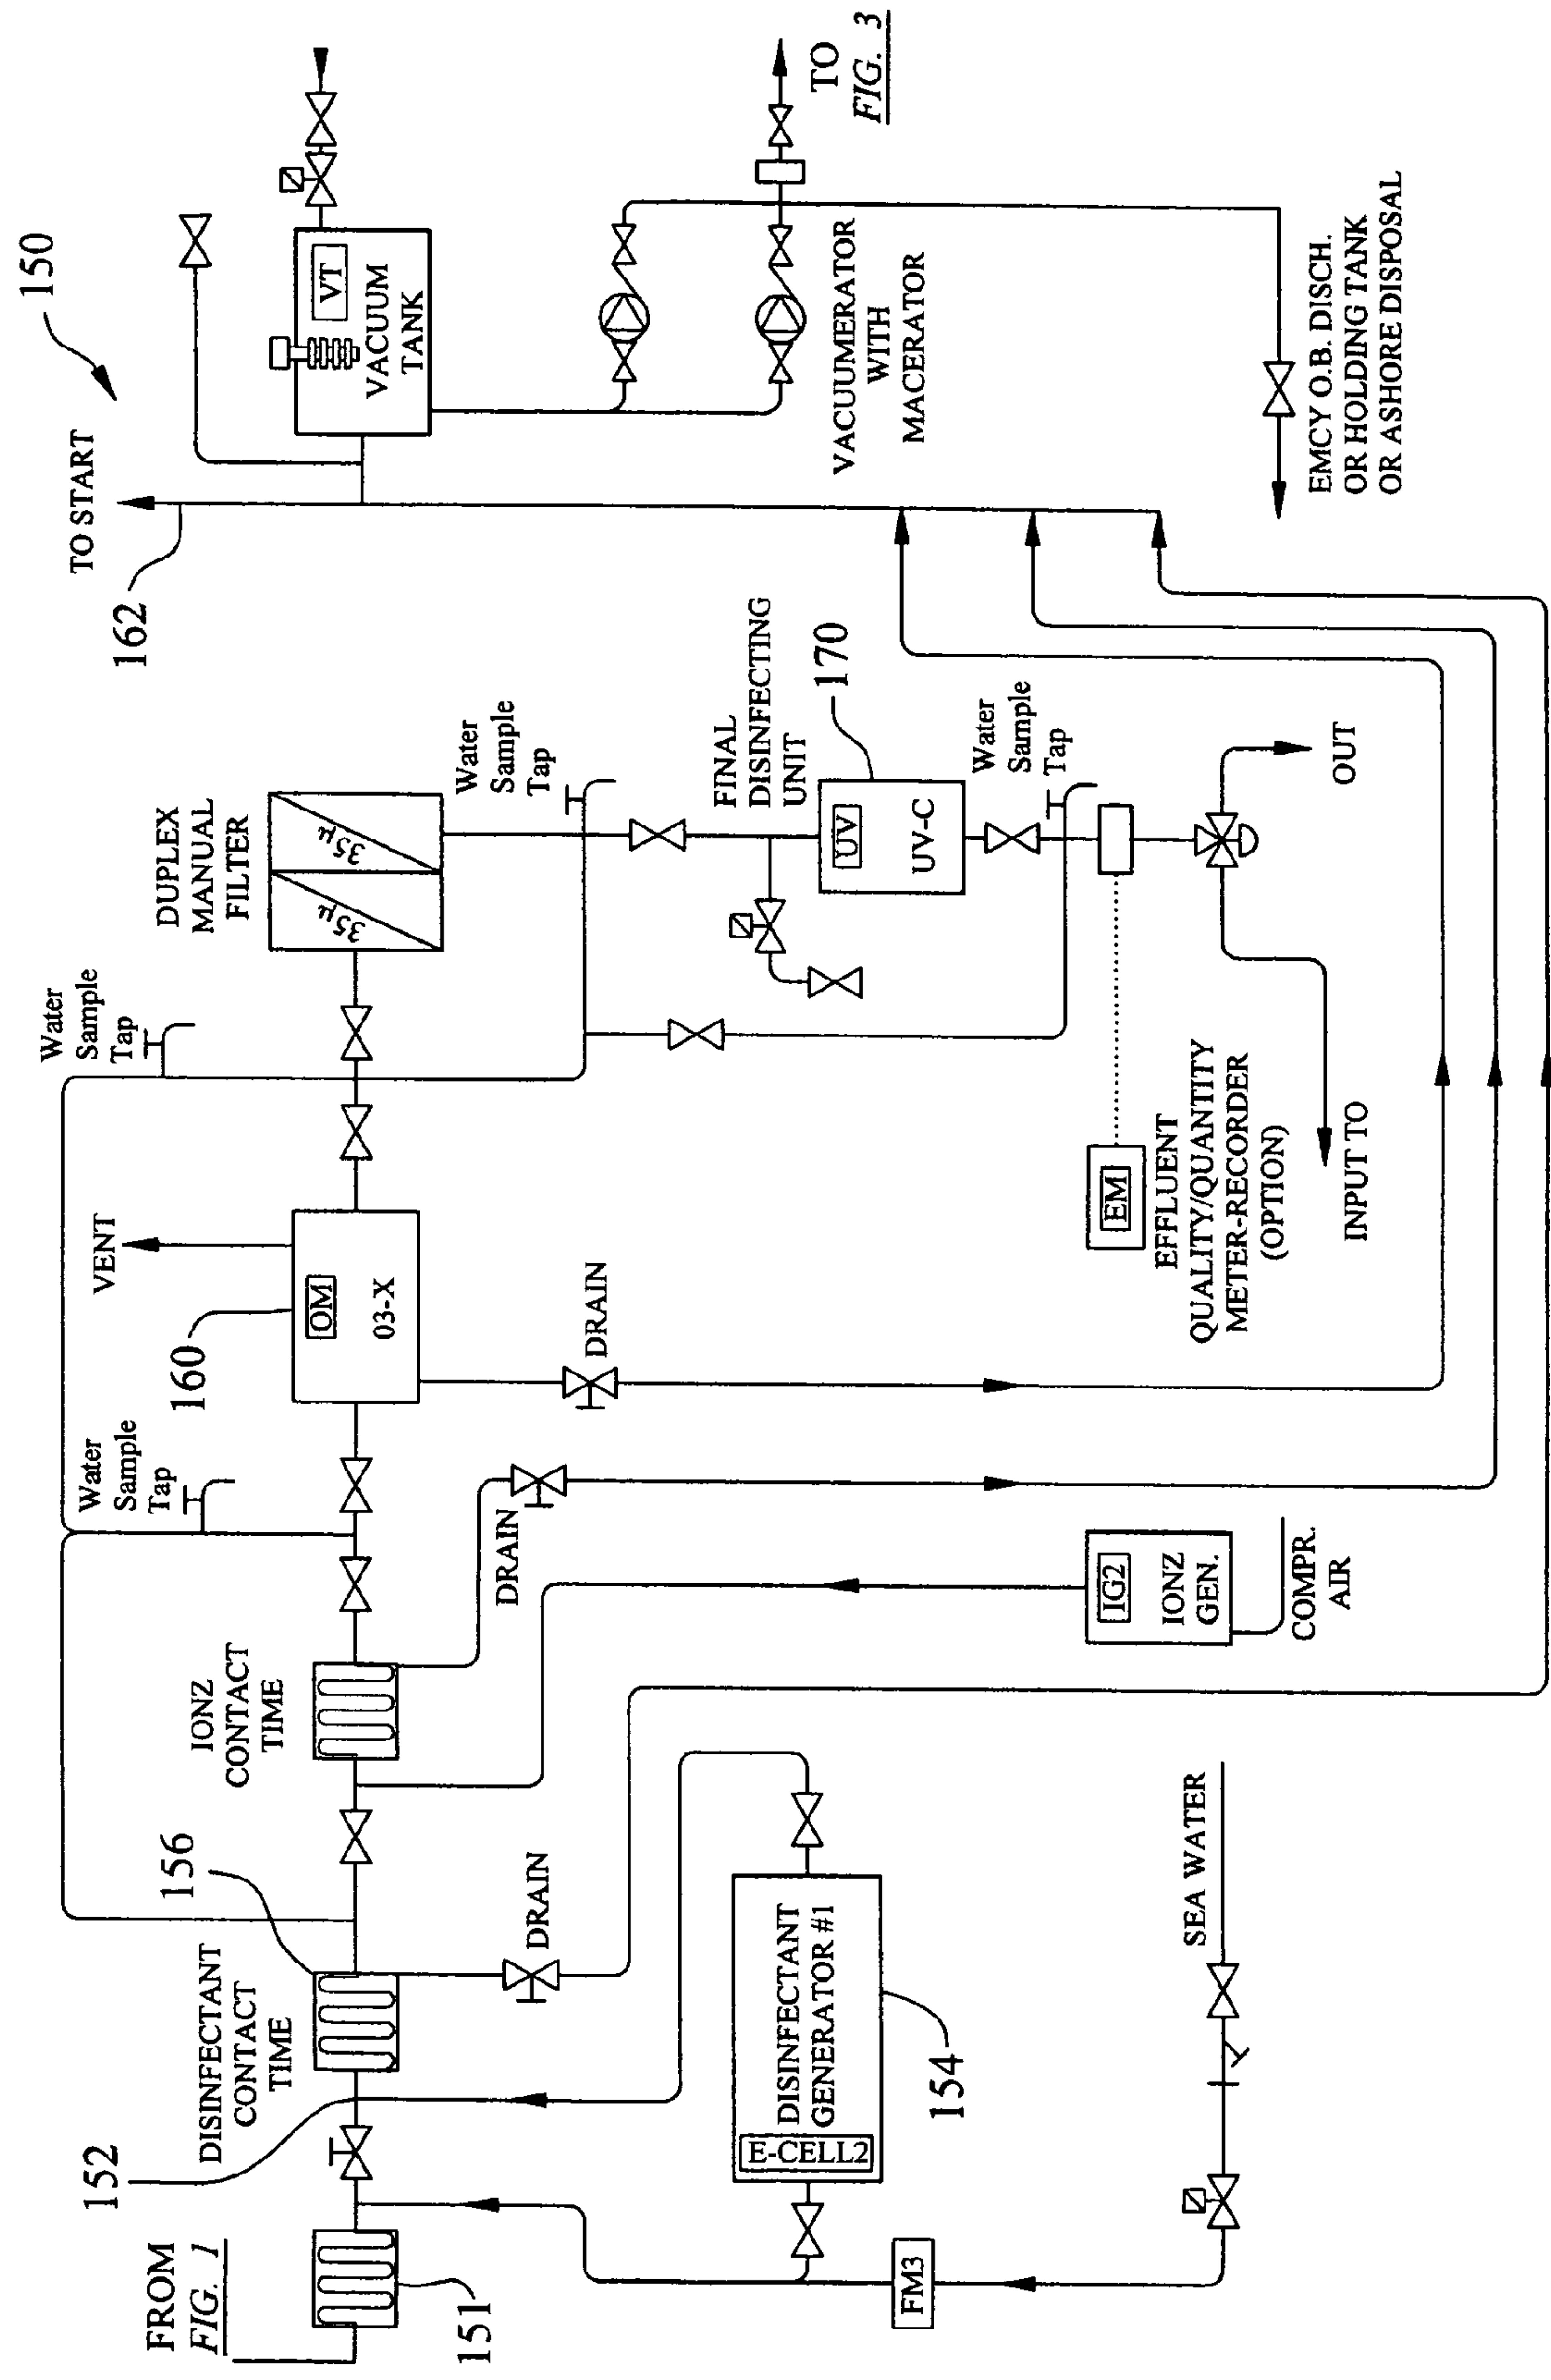 150
TO START
162
VT
VACUUM
TANK
TO
FIG. 3
VACUUMERATOR
WITH
MACERATOR
EMCY O.B. DISCH.
OR HOLDING TANK
OR ASHORE DISPOSAL
DUPLEX
MANUAL
FILTER
35µ
35µ
Water
Sample
Tap
Water
Sample
Tap
FINAL
DISINFECTING
UNIT
170
UV
UV-C
Water
Sample
Tap
OUT
INPUT TO
EM
EFFLUENT
QUALITY/QUANTITY
METER-RECORDER
(OPTION)
VENT
160
OM
03-X
DRAIN
Water
Sample
Tap
DRAIN
IONZ
CONTACT
TIME
IG2
IONZ
GEN.
COMPR.
AIR
156
DISINFECTANT
CONTACT
TIME
DRAIN
152
DISINFECTANT
GENERATOR #1
E-CELL2
154
SEA WATER
FROM
FIG. 1
151
FM3